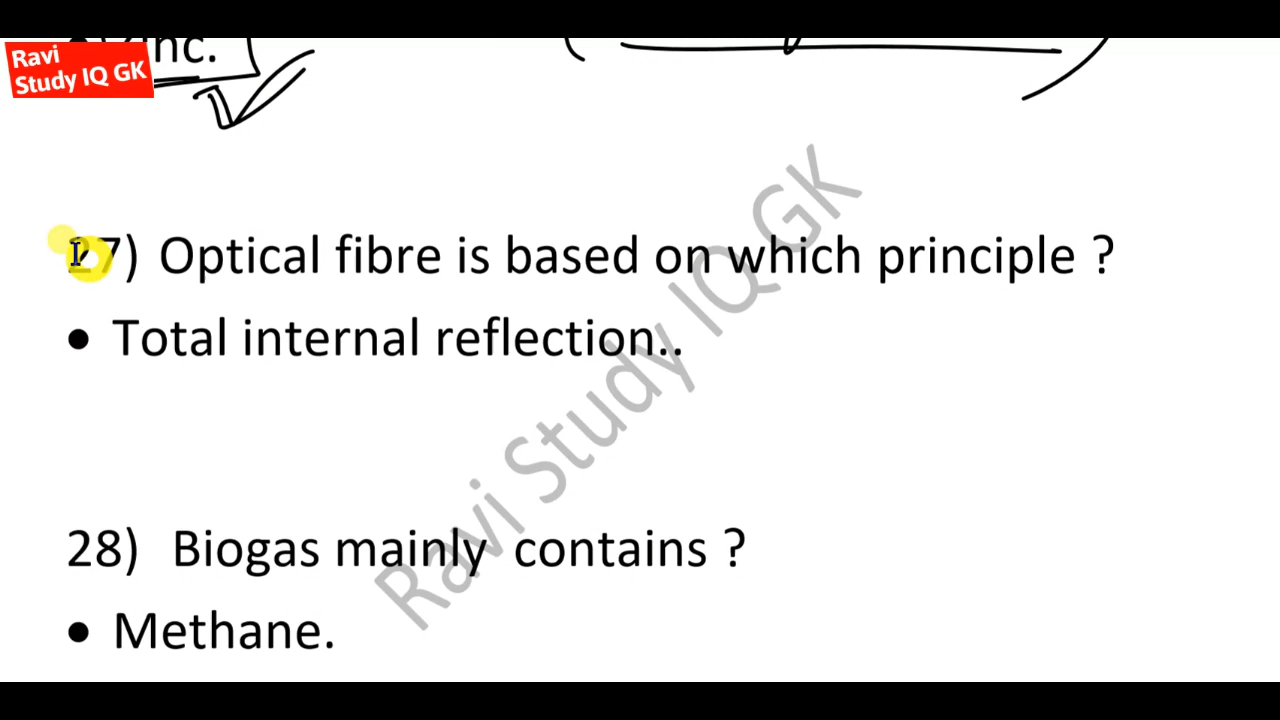 Ravi
Study IQ GK
27) Optical fibre is based on which principle ?
• Total internal reflection..
28) Biogas mainly contains ?
• Methane.
Ravi Study IQ GK